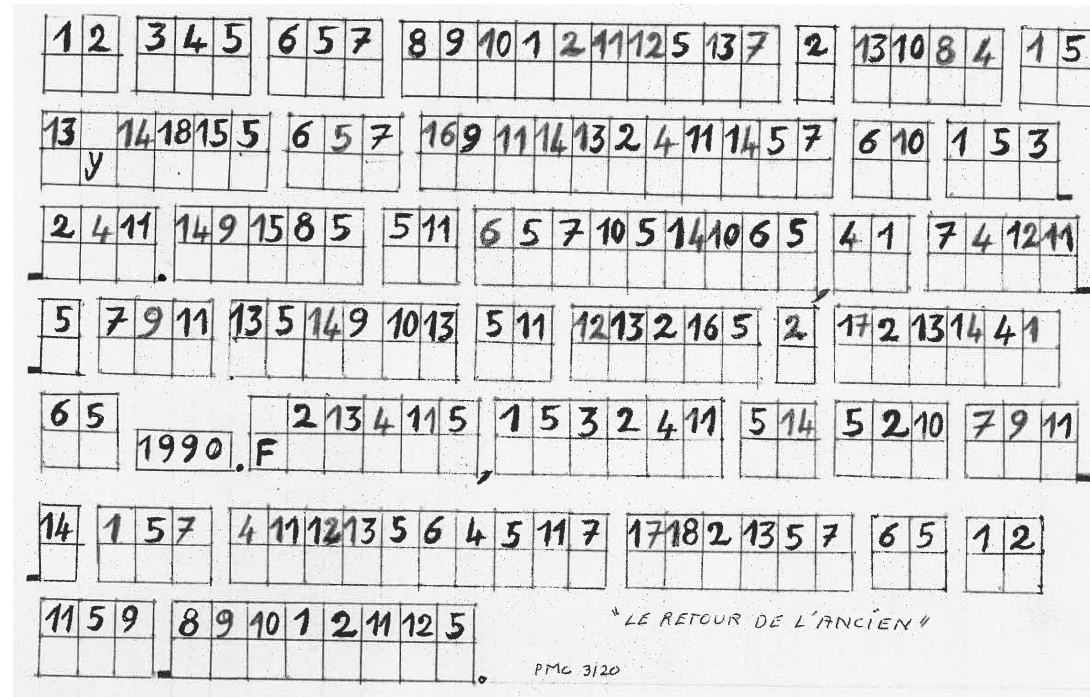 1 2 3 4 5 6 5 7 8 9 10 1 2 11 12 5 13 7 2 13 10 8 4 1 5
13 y 14 18 15 5 6 5 7 16 9 11 14 13 2 4 11 14 5 7 6 10 1 5 3 -
- 2 4 11 . 14 9 15 8 5 5 11 6 5 7 10 5 14 10 6 5 , 4 1 7 4 12 11 -
- 5 7 9 11 13 5 14 9 10 13 5 11 12 13 2 16 5 2 17 2 13 14 4 1
6 5 1990 . F 2 13 4 11 5 , 1 5 3 2 4 11 5 14 5 2 10 7 9 11 -
- 14 1 5 7 4 11 12 13 5 6 4 5 11 7 17 18 2 13 5 7 6 5 1 2
11 5 9 - 8 9 10 1 2 11 12 5 . "LE RETOUR DE L'ANCIEN"
PMG 3/20